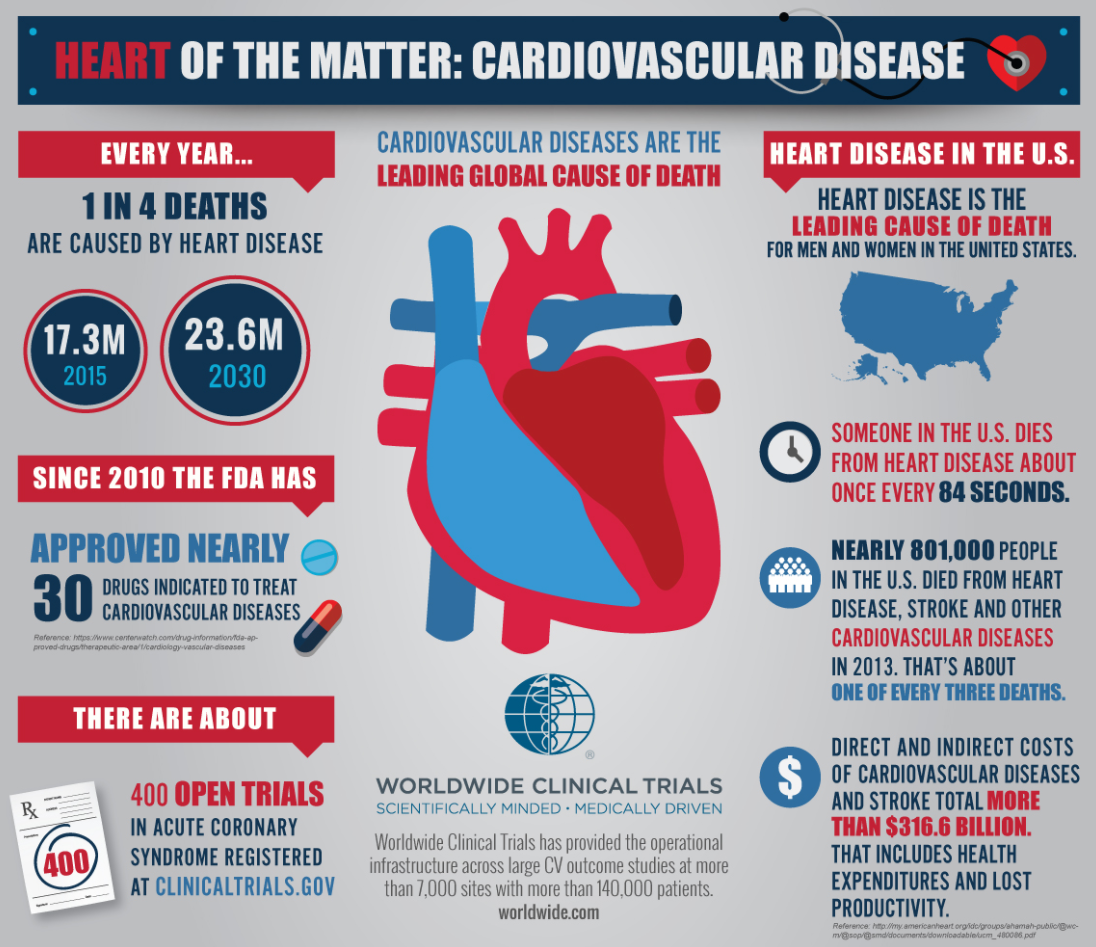 HEART OF THE MATTER: CARDIOVASCULAR DISEASE
EVERY YEAR...
1 IN 4 DEATHS
ARE CAUSED BY HEART DISEASE
17.3M
2015
23.6M
2030
SINCE 2010 THE FDA HAS
APPROVED NEARLY
30
DRUGS INDICATED TO TREAT
CARDIOVASCULAR DISEASES
Reference: https://www.centerwatch.com/drug-information/fda-ap-
proved-drugs/therapeutic-area/1/cardiology-vascular-diseases
THERE ARE ABOUT
Rx
400
400 OPEN TRIALS
IN ACUTE CORONARY
SYNDROME REGISTERED
AT CLINICALTRIALS.GOV
CARDIOVASCULAR DISEASES ARE THE
LEADING GLOBAL CAUSE OF DEATH
®
WORLDWIDE CLINICAL TRIALS
SCIENTIFICALLY MINDED • MEDICALLY DRIVEN
Worldwide Clinical Trials has provided the operational
infrastructure across large CV outcome studies at more
than 7,000 sites with more than 140,000 patients.
worldwide.com
HEART DISEASE IN THE U.S.
HEART DISEASE IS THE
LEADING CAUSE OF DEATH
FOR MEN AND WOMEN IN THE UNITED STATES.
SOMEONE IN THE U.S. DIES
FROM HEART DISEASE ABOUT
ONCE EVERY 84 SECONDS.
NEARLY 801,000 PEOPLE
IN THE U.S. DIED FROM HEART
DISEASE, STROKE AND OTHER
CARDIOVASCULAR DISEASES
IN 2013. THAT'S ABOUT
ONE OF EVERY THREE DEATHS.
$
DIRECT AND INDIRECT COSTS
OF CARDIOVASCULAR DISEASES
AND STROKE TOTAL MORE
THAN $316.6 BILLION.
THAT INCLUDES HEALTH
EXPENDITURES AND LOST
PRODUCTIVITY.
Reference: http://my.americanheart.org/idc/groups/ahamah-public/@wc-
m/@sop/@smd/documents/downloadable/ucm_480086.pdf